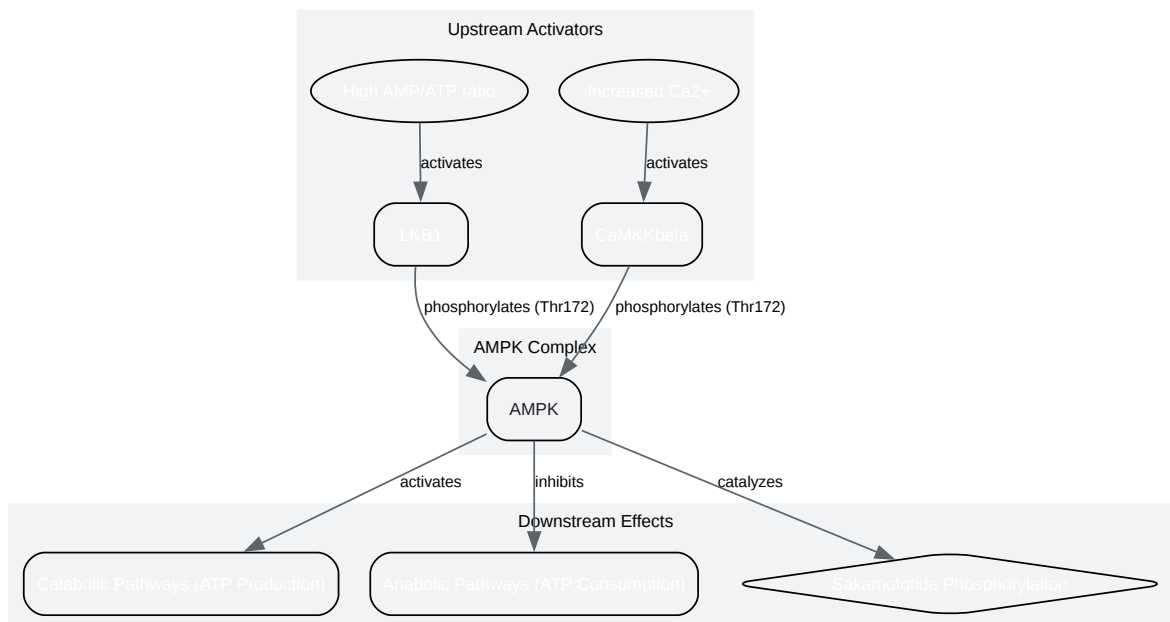 Upstream Activators
High AMP/ATP ratio
Increased Ca2+
activates
activates
LKB1
CaMKKbeta
phosphorylates (Thr172)
phosphorylates (Thr172)
AMPK Complex
AMPK
activates
inhibits
catalyzes
Downstream Effects
Catabolic Pathways (ATP Production)
Anabolic Pathways (ATP Consumption)
Sakamototide Phosphorylation